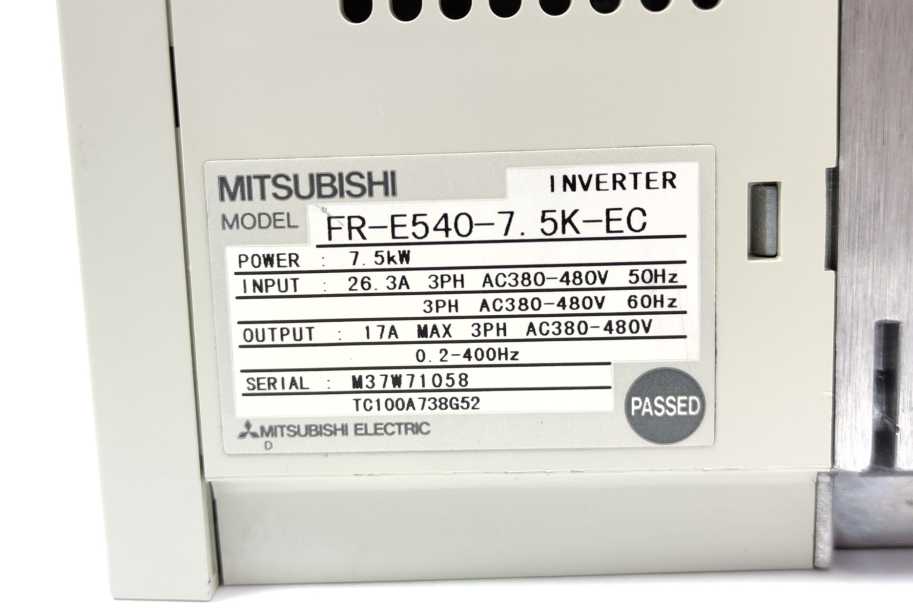 MITSUBISHI INVERTER
MODEL FR-E540-7.5K-EC
POWER : 7.5kW
INPUT : 26.3A 3PH AC380-480V 50Hz
3PH AC380-480V 60Hz
OUTPUT : 17A MAX 3PH AC380-480V
0.2-400Hz
SERIAL : M37W71058
TC100A738G52
PASSED
MITSUBISHI ELECTRIC
D